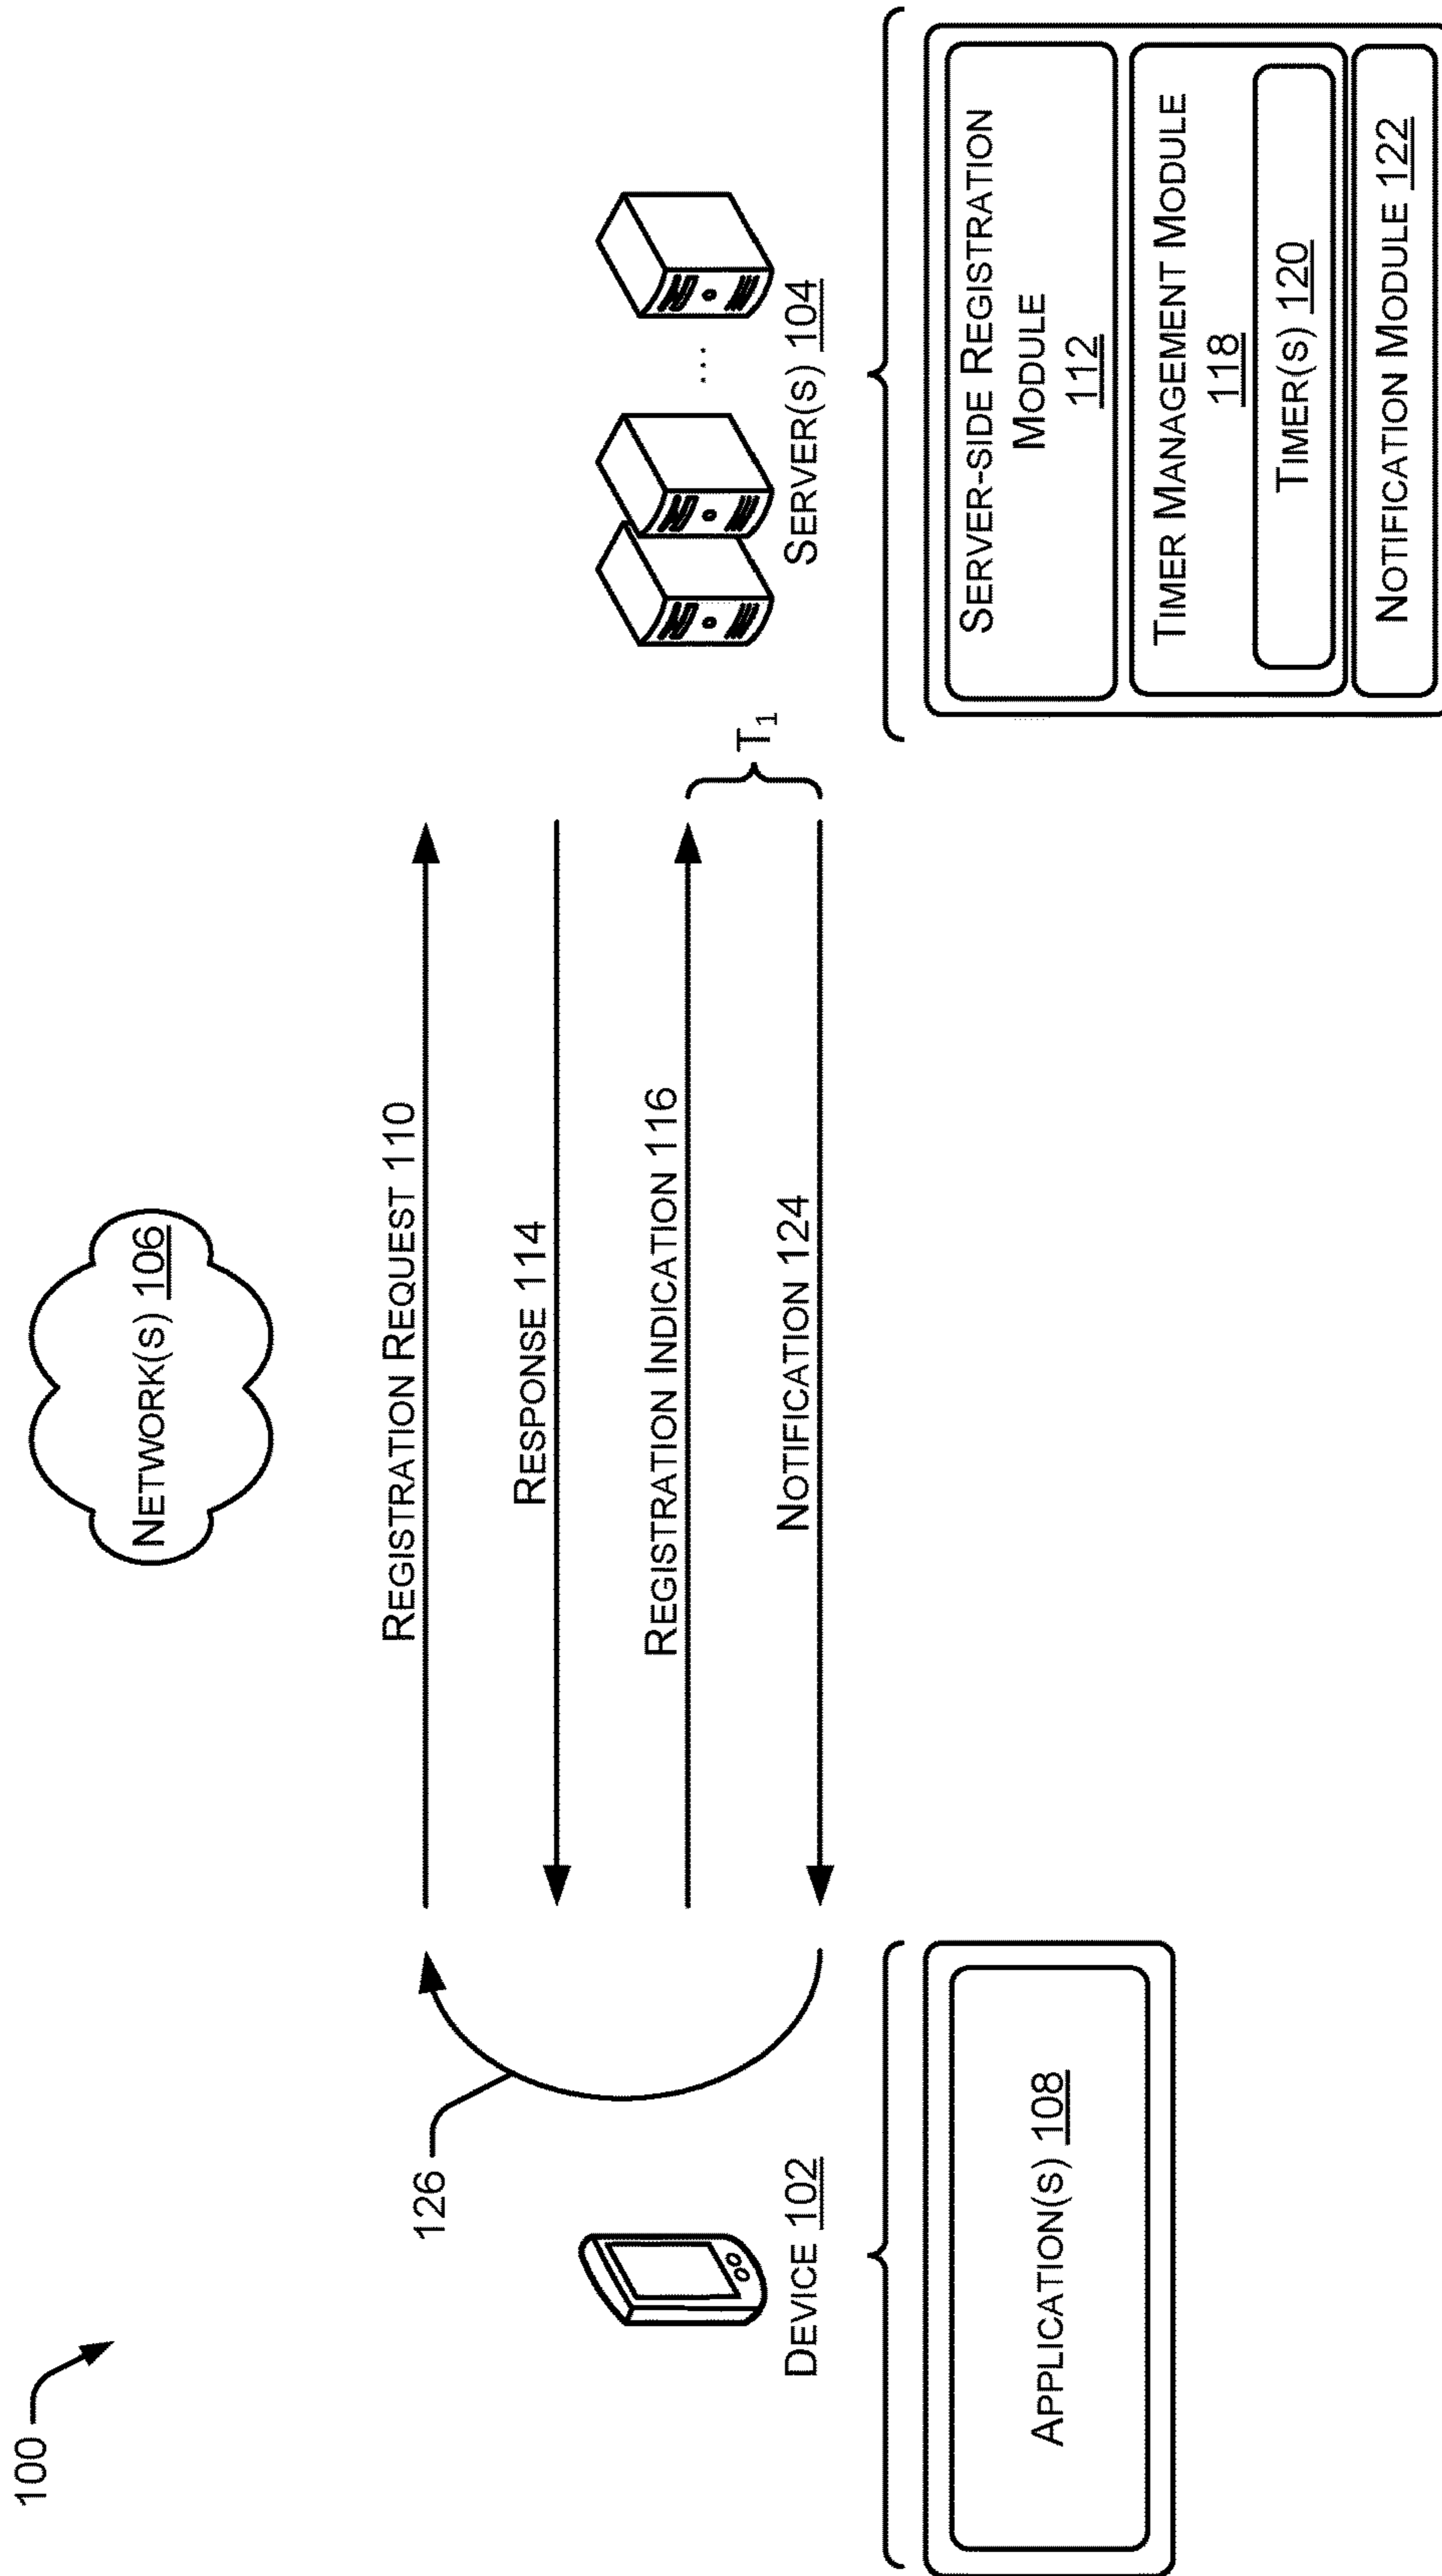 100
NETWORK(S) 106
REGISTRATION REQUEST 110
126
RESPONSE 114
REGISTRATION INDICATION 116
T1
NOTIFICATION 124
DEVICE 102
SERVER(S) 104
...
APPLICATION(S) 108
SERVER-SIDE REGISTRATION
MODULE
112
TIMER MANAGEMENT MODULE
118
TIMER(S) 120
NOTIFICATION MODULE 122